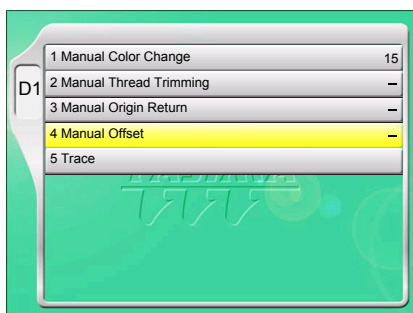 D1
1 Manual Color Change 15
2 Manual Thread Trimming –
3 Manual Origin Return –
4 Manual Offset –
5 Trace